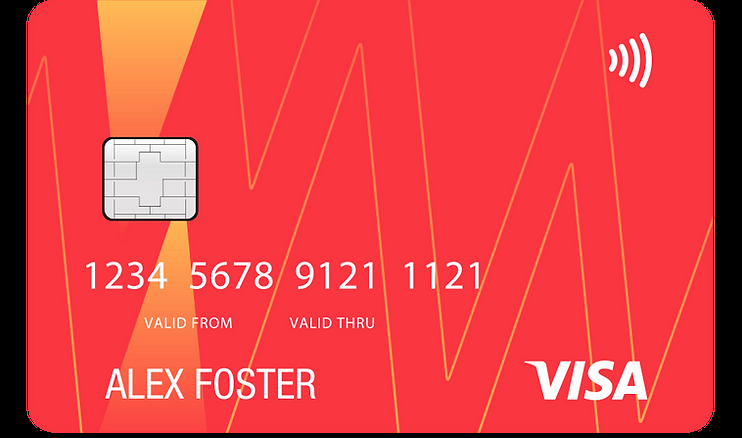 1234 5678 9121 1121
VALID FROM VALID THRU
ALEX FOSTER
VISA